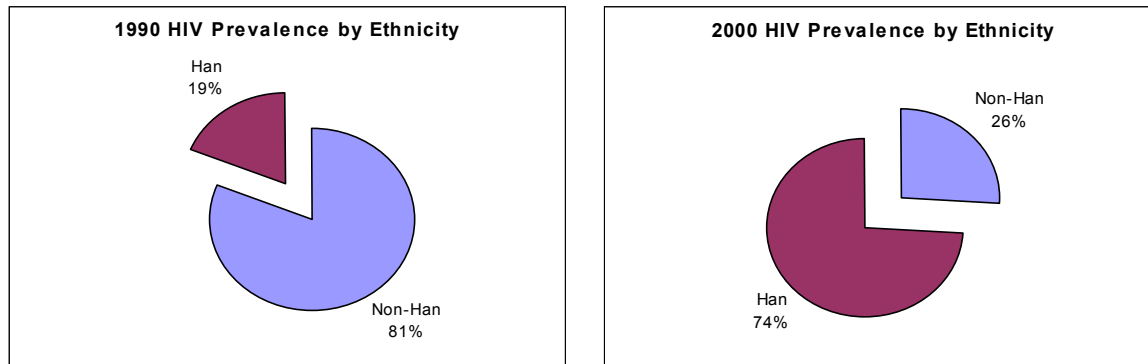 1990 HIV Prevalence by Ethnicity
Han
19%
Non-Han
81%
2000 HIV Prevalence by Ethnicity
Non-Han
26%
Han
74%